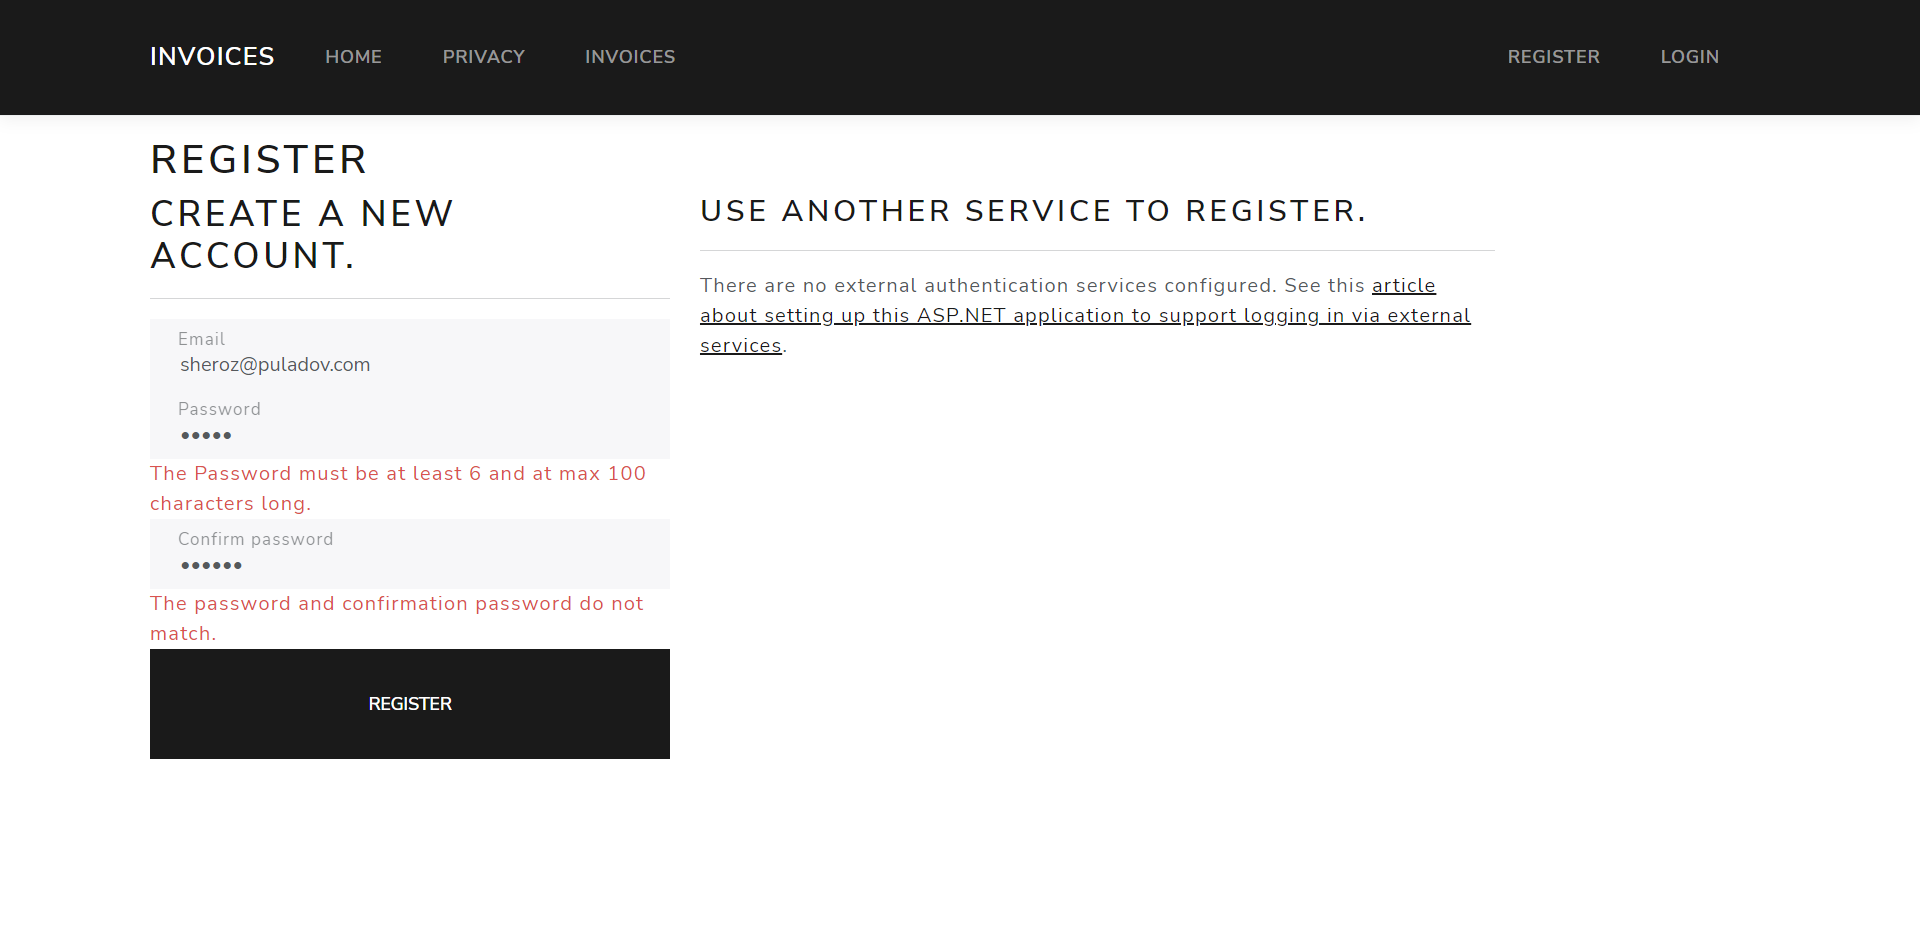 INVOICES HOME PRIVACY INVOICES REGISTER LOGIN
REGISTER
CREATE A NEW
ACCOUNT.
Email
sheroz@puladov.com
Password
•••••
The Password must be at least 6 and at max 100
characters long.
Confirm password
••••••
The password and confirmation password do not
match.
REGISTER
USE ANOTHER SERVICE TO REGISTER.
There are no external authentication services configured. See this article
about setting up this ASP.NET application to support logging in via external
services.